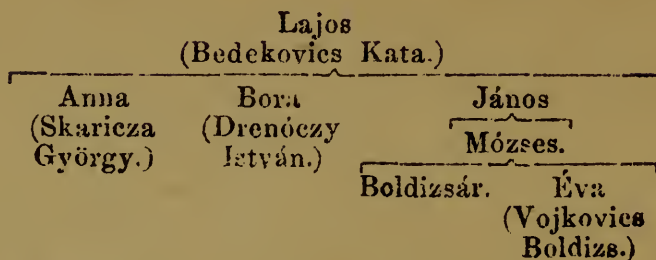 Lajos
(Bedekovics Kata.)
Anna Bora János
(Skaricza (Drenóczy Mózses.
György.) István.)
Boldizsár. Éva
(Vojkovics
Boldizs.)